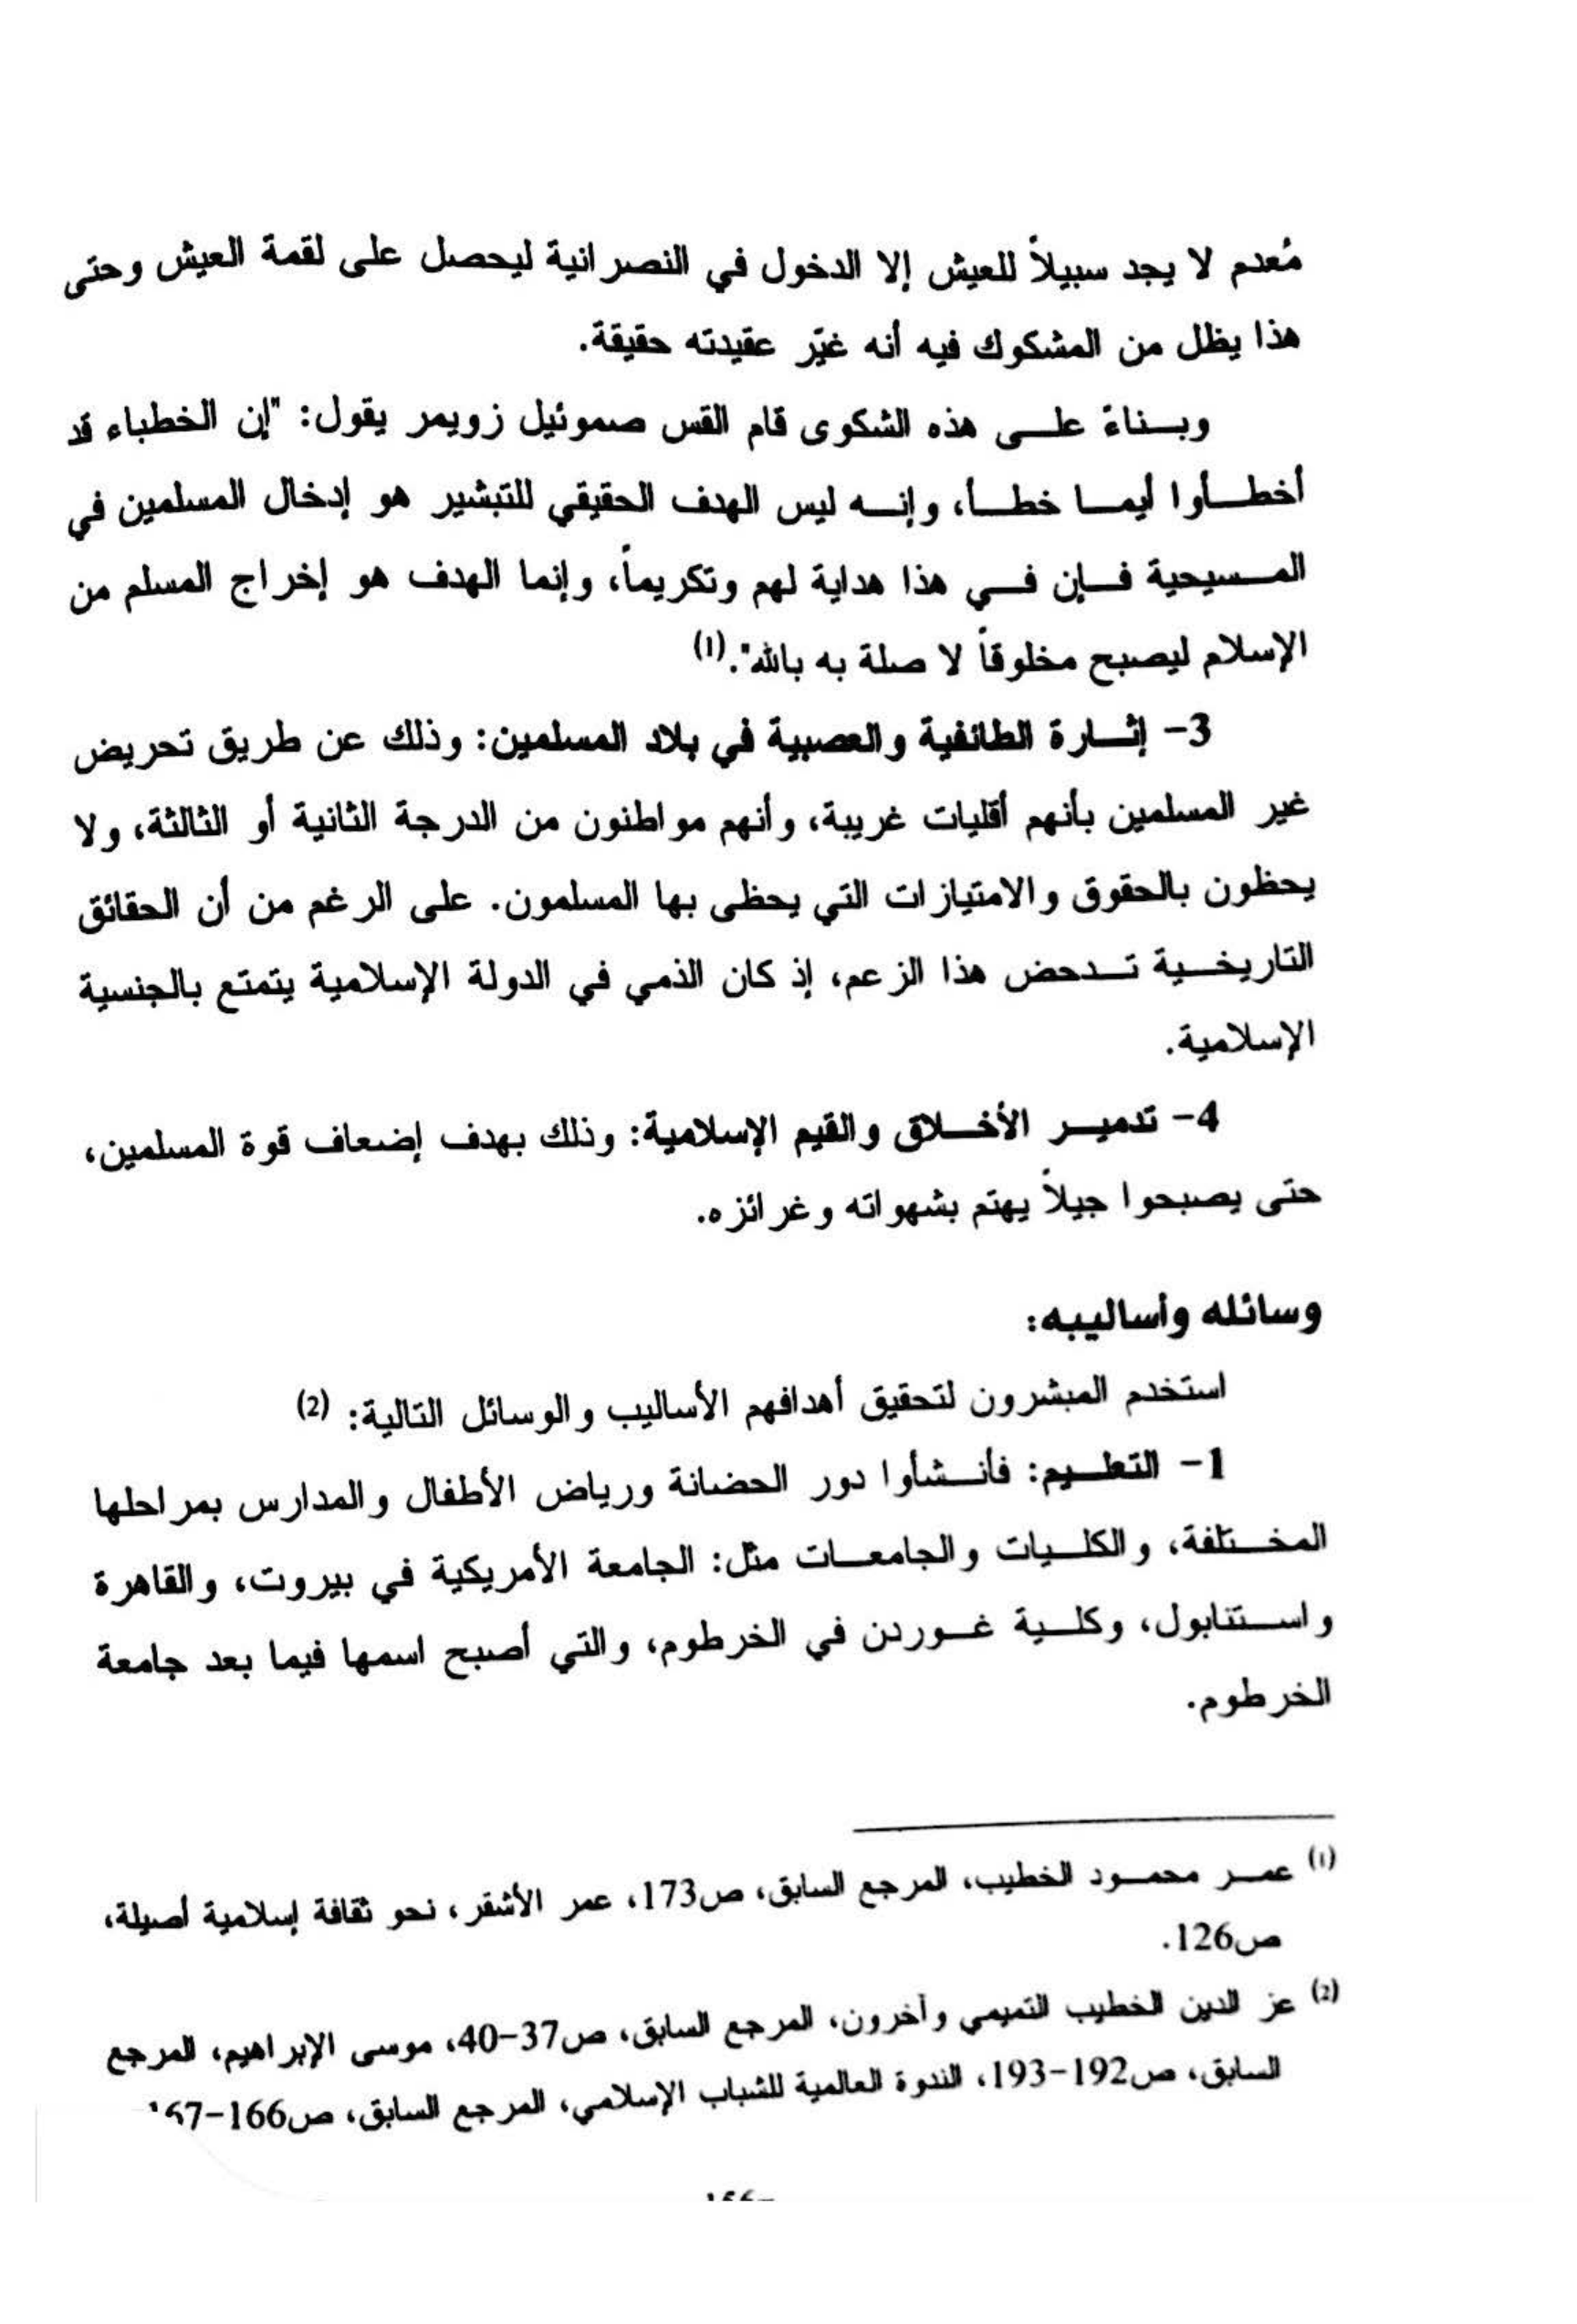 مُعدم لا يجد سبيلاً للعيش إلا الدخول في النصرانية ليحصل على لقمة العيش وحتى
هذا يظل من المشكوك فيه أنه غيّر عقيدته حقيقة.
وبناءً على هذه الشكوى قام القس صموئيل زويمر يقول: "إن الخطباء قد
أخطأوا أيما خطأ، وإنه ليس الهدف الحقيقي للتبشير هو إدخال المسلمين في
المسيحية فإن في هذا هداية لهم وتكريماً، وإنما الهدف هو إخراج المسلم من
الإسلام ليصبح مخلوقاً لا صلة به بالله".(1)
3- إثارة الطائفية والعصبية في بلاد المسلمين: وذلك عن طريق تحريض
غير المسلمين بأنهم أقليات غريبة، وأنهم مواطنون من الدرجة الثانية أو الثالثة، ولا
يحظون بالحقوق والامتيازات التي يحظى بها المسلمون. على الرغم من أن الحقائق
التاريخية تدحض هذا الزعم، إذ كان الذمي في الدولة الإسلامية يتمتع بالجنسية
الإسلامية.
4- تدمير الأخلاق والقيم الإسلامية: وذلك بهدف إضعاف قوة المسلمين،
حتى يصبحوا جيلاً يهتم بشهواته وغرائزه.
وسائله وأساليبه:
استخدم المبشرون لتحقيق أهدافهم الأساليب والوسائل التالية: (2)
1- التعليم: فأنشأوا دور الحضانة ورياض الأطفال والمدارس بمراحلها
المختلفة، والكليات والجامعات مثل: الجامعة الأمريكية في بيروت، والقاهرة
واستنابول، وكلية غوردن في الخرطوم، والتي أصبح اسمها فيما بعد جامعة
الخرطوم.
(1) عمر محمود الخطيب، المرجع السابق، ص173، عمر الأشقر، نحو ثقافة إسلامية أصيلة،
ص126.
(2) عز الدين الخطيب التميمي وآخرون، المرجع السابق، ص37-40، موسى الإبراهيم، المرجع
السابق، ص192-193، الندوة العالمية للشباب الإسلامي، المرجع السابق، ص166-